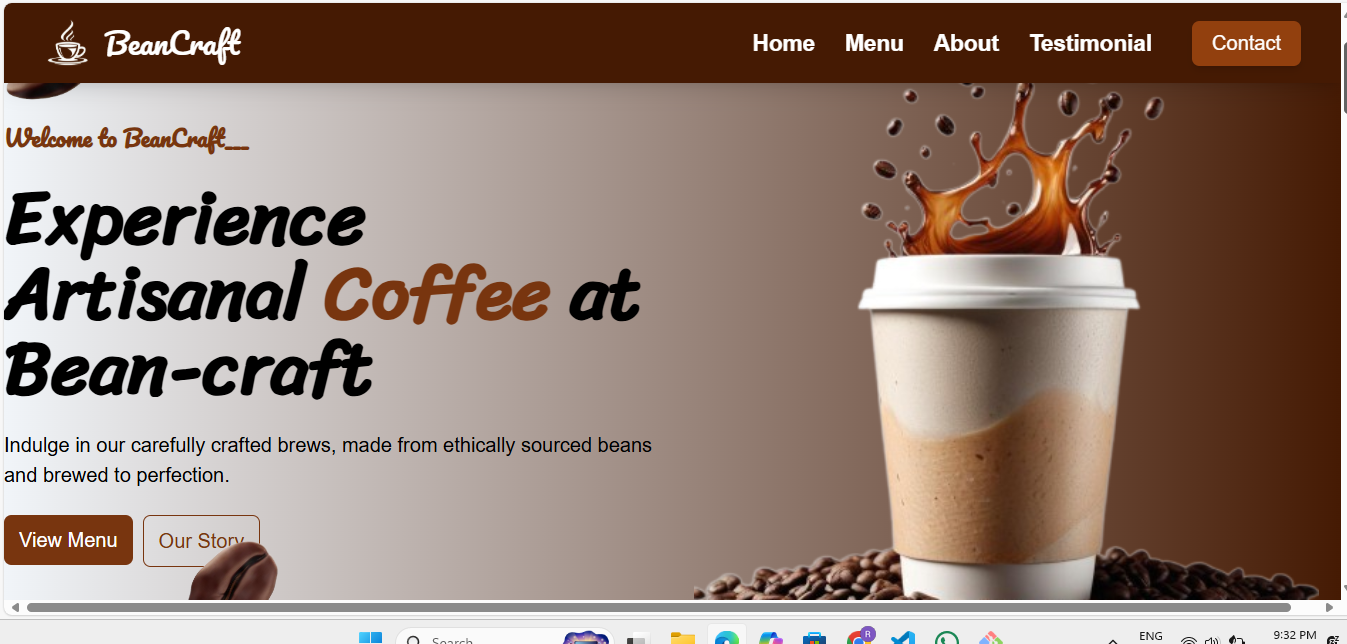 BeanCraft
Home Menu About Testimonial Contact
Welcome to BeanCraft__
Experience
Artisanal Coffee at
Bean-craft
Indulge in our carefully crafted brews, made from ethically sourced beans
and brewed to perfection.
View Menu Our Story
Search
R
ENG
9:32 PM